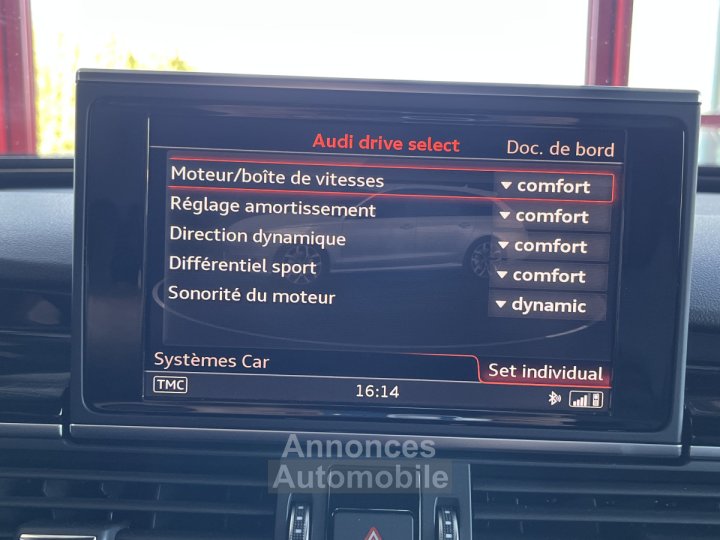 Audi drive select
Doc. de bord
Moteur/boîte de vitesses comfort
Réglage amortissement comfort
Direction dynamique comfort
Différentiel sport comfort
Sonorité du moteur dynamic
Systèmes Car
Set individual
TMC
16:14
Annonces
Automobile